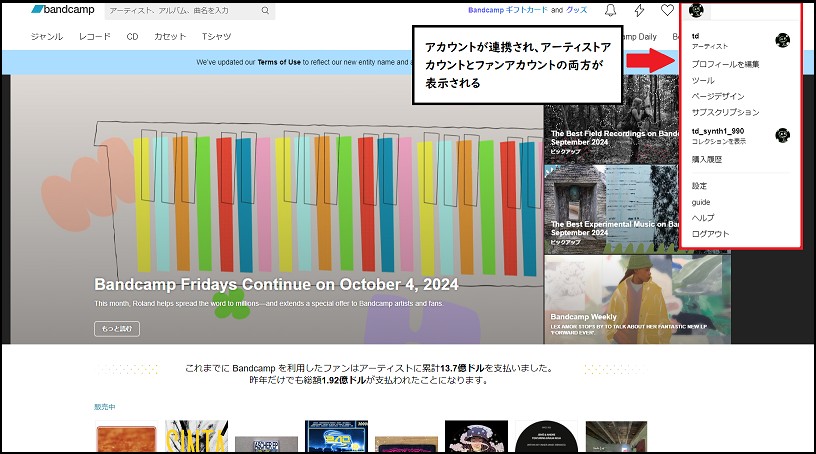 bandcamp
アーティスト、アルバム、曲名を入力
Bandcamp ギフトカード and グッズ
ジャンル レコード CD カセット Tシャツ
mp Daily
We've updated our Terms of Use to reflect our new entity name and
アカウントが連携され、アーティストア
カウントとファンアカウントの両方が
表示される
td
アーティスト
プロフィールを編集
ツール
ページデザイン
サブスクリプション
td_synth1_990
コレクションを表示
購入履歴
設定
guide
ヘルプ
ログアウト
The Best Field Recordings on Band
September 2024
ピックアップ
The Best Experimental Music on Ban
September 2024
ピックアップ
Bandcamp Weekly
LEX AMOR STOPS BY TO TALK ABOUT HER FANTASTIC NEW LP
'FORWARD EVER'.
Bandcamp Fridays Continue on October 4, 2024
This month, Roland helps spread the word to millions—and extends a special offer to Bandcamp artists and fans.
もっと読む
これまでに Bandcamp を利用したファンはアーティストに累計13.7億ドルを支払いました。
昨年だけでも総額1.92億ドルが支払われたことになります。
販売中